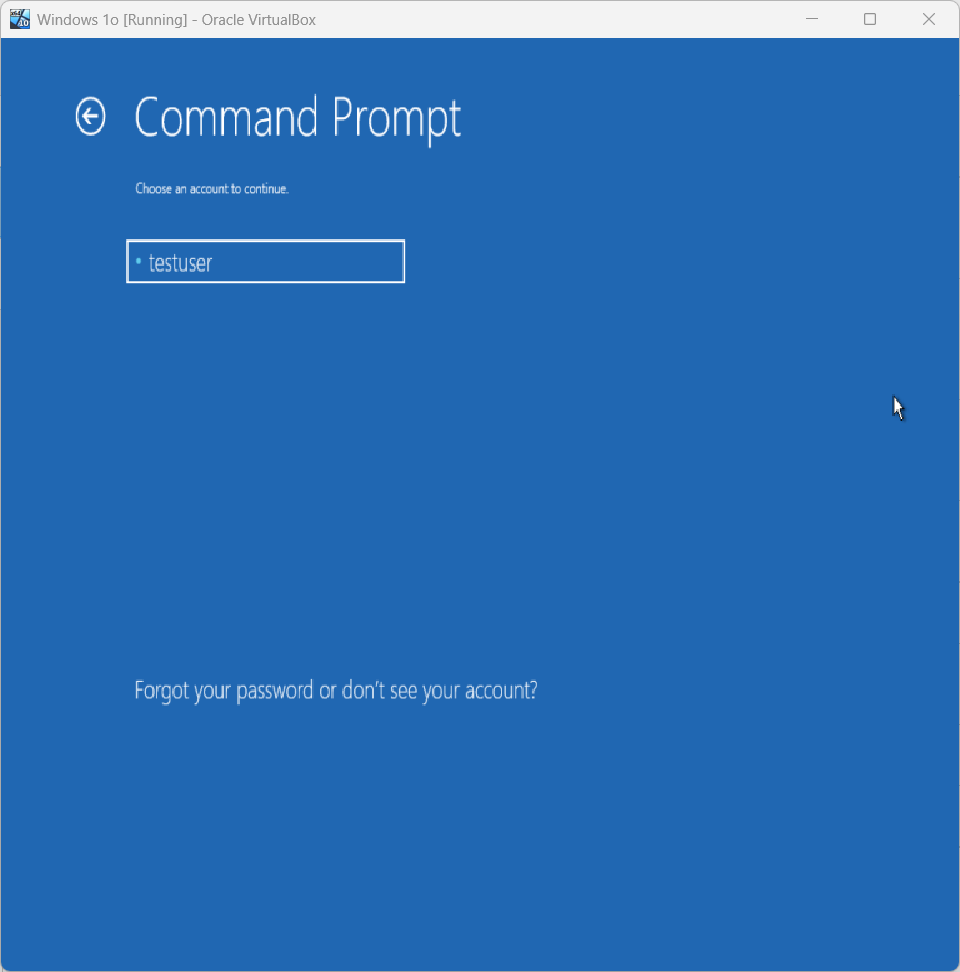 Windows 1o [Running] - Oracle VirtualBox
Command Prompt
Choose an account to continue.
testuser
Forgot your password or don't see your account?